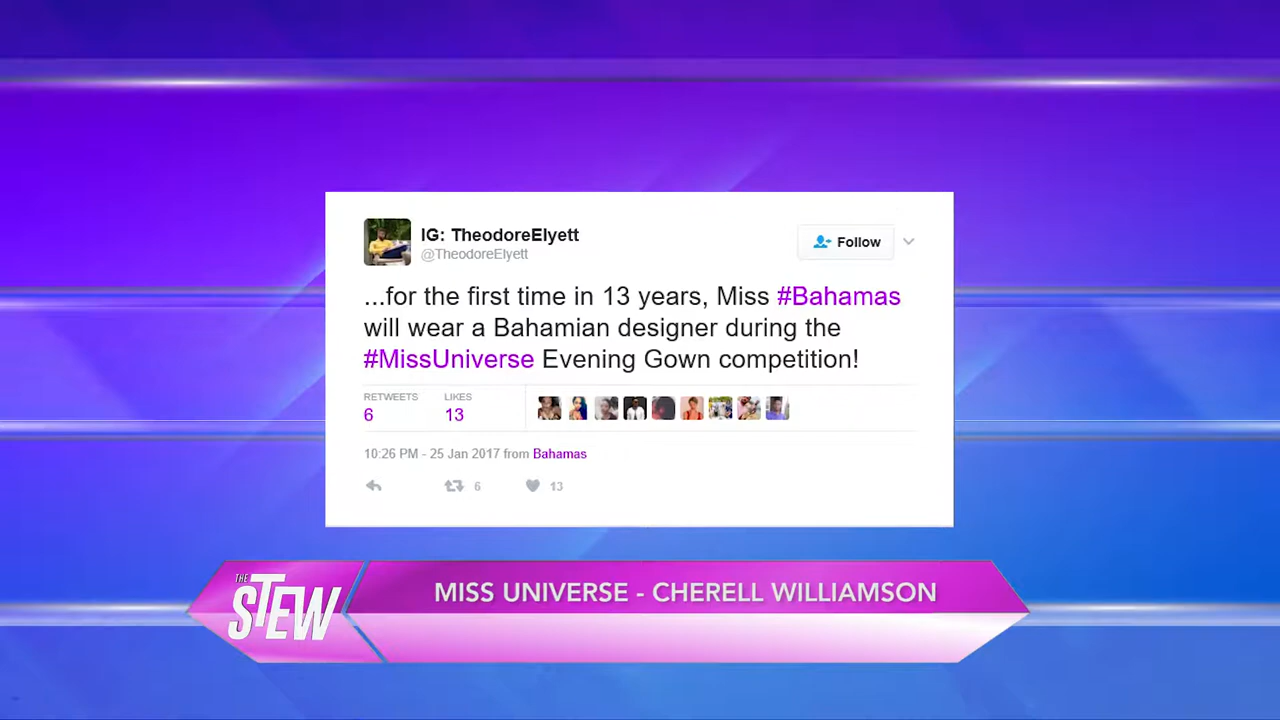 IG: TheodoreElyett
@TheodoreElyett
Follow
...for the first time in 13 years, Miss #Bahamas
will wear a Bahamian designer during the
#MissUniverse Evening Gown competition!
RETWEETS LIKES
6 13
10:26 PM - 25 Jan 2017 from Bahamas
6 13
THE
STEW
MISS UNIVERSE - CHERELL WILLIAMSON